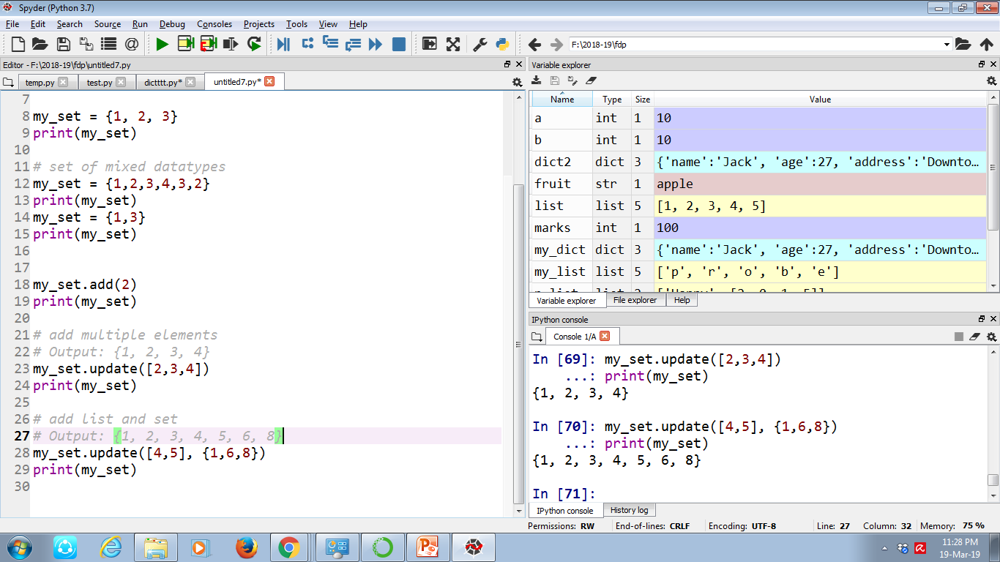 Spyder (Python 3.7)
File Edit Search Source Run Debug Consoles Projects Tools View Help
F:\2018-19\fdp
Editor - F:\2018-19\fdp\untitled7.py
temp.py test.py dictttt.py* untitled7.py*
7
8 my_set = {1, 2, 3}
9 print(my_set)
10
11 # set of mixed datatypes
12 my_set = {1,2,3,4,3,2}
13 print(my_set)
14 my_set = {1,3}
15 print(my_set)
16
17
18 my_set.add(2)
19 print(my_set)
20
21 # add multiple elements
22 # Output: {1, 2, 3, 4}
23 my_set.update([2,3,4])
24 print(my_set)
25
26 # add list and set
27 # Output: {1, 2, 3, 4, 5, 6, 8}
28 my_set.update([4,5], {1,6,8})
29 print(my_set)
30
Variable explorer
Name Type Size Value
a int 1 10
b int 1 10
dict2 dict 3 {'name':'Jack', 'age':27, 'address':'Downto...
fruit str 1 apple
list list 5 [1, 2, 3, 4, 5]
marks int 1 100
my_dict dict 3 {'name':'Jack', 'age':27, 'address':'Downto...
my_list list 5 ['p', 'r', 'o', 'b', 'e']
Variable explorer File explorer Help
IPython console
Console 1/A
In [69]: my_set.update([2,3,4])
...: print(my_set)
{1, 2, 3, 4}
In [70]: my_set.update([4,5], {1,6,8})
...: print(my_set)
{1, 2, 3, 4, 5, 6, 8}
In [71]:
IPython console History log
Permissions: RW End-of-lines: CRLF Encoding: UTF-8 Line: 27 Column: 32 Memory: 75 %
11:28 PM
19-Mar-19